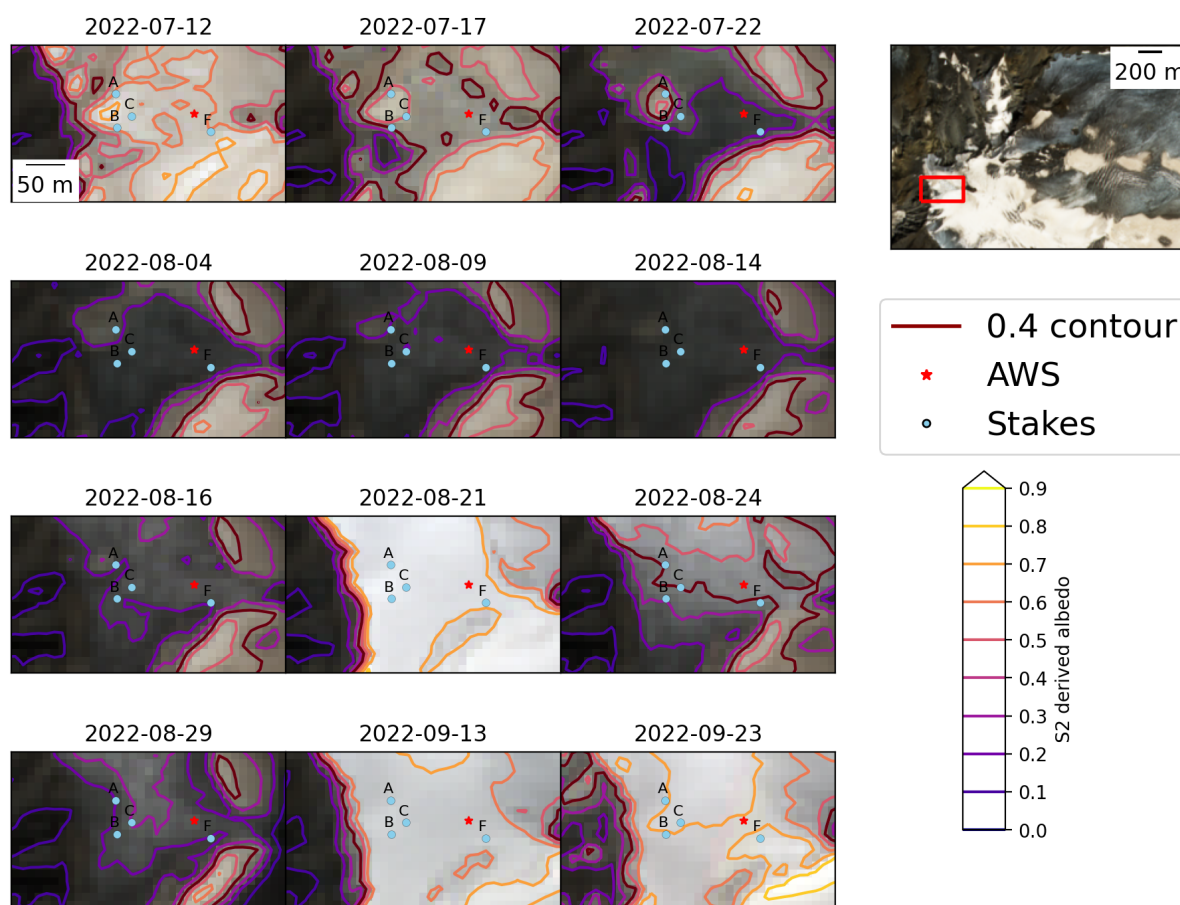 2022-07-12
2022-07-17
2022-07-22
A
C
B
F
50 m
A
C
B
F
A
C
B
F
200 m
2022-08-04
2022-08-09
2022-08-14
A
C
B
F
A
C
B
F
A
C
B
F
0.4 contour
AWS
Stakes
2022-08-16
2022-08-21
2022-08-24
A
C
B
F
A
C
B
F
A
C
B
F
0.9
0.8
0.7
0.6
0.5
0.4
0.3
0.2
0.1
0.0
S2 derived albedo
2022-08-29
2022-09-13
2022-09-23
A
C
B
F
A
C
B
F
A
C
B
F